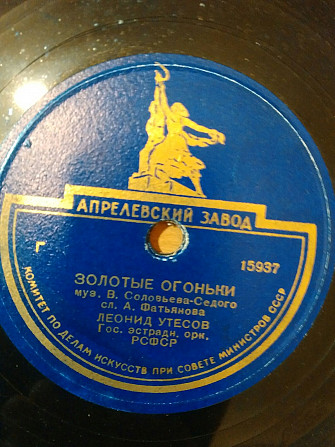 АПРЕЛЕВСКИЙ ЗАВОД
Г
15937
ЗОЛОТЫЕ ОГОНЬКИ
муз. В. Соловьева-Седого
сл. А. Фатьянова
ЛЕОНИД УТЕСОВ
Гос. эстрадн. орк.
РСФСР
КОМИТЕТ ПО ДЕЛАМ ИСКУССТВ ПРИ СОВЕТЕ МИНИСТРОВ СССР